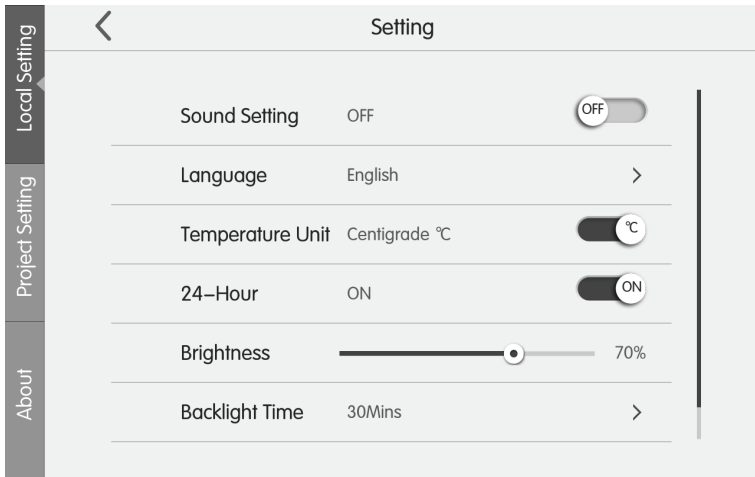 Setting
Local Setting
Project Setting
About
Sound Setting OFF OFF
Language English
Temperature Unit Centigrade ℃ ℃
24-Hour ON ON
Brightness 70%
Backlight Time 30Mins